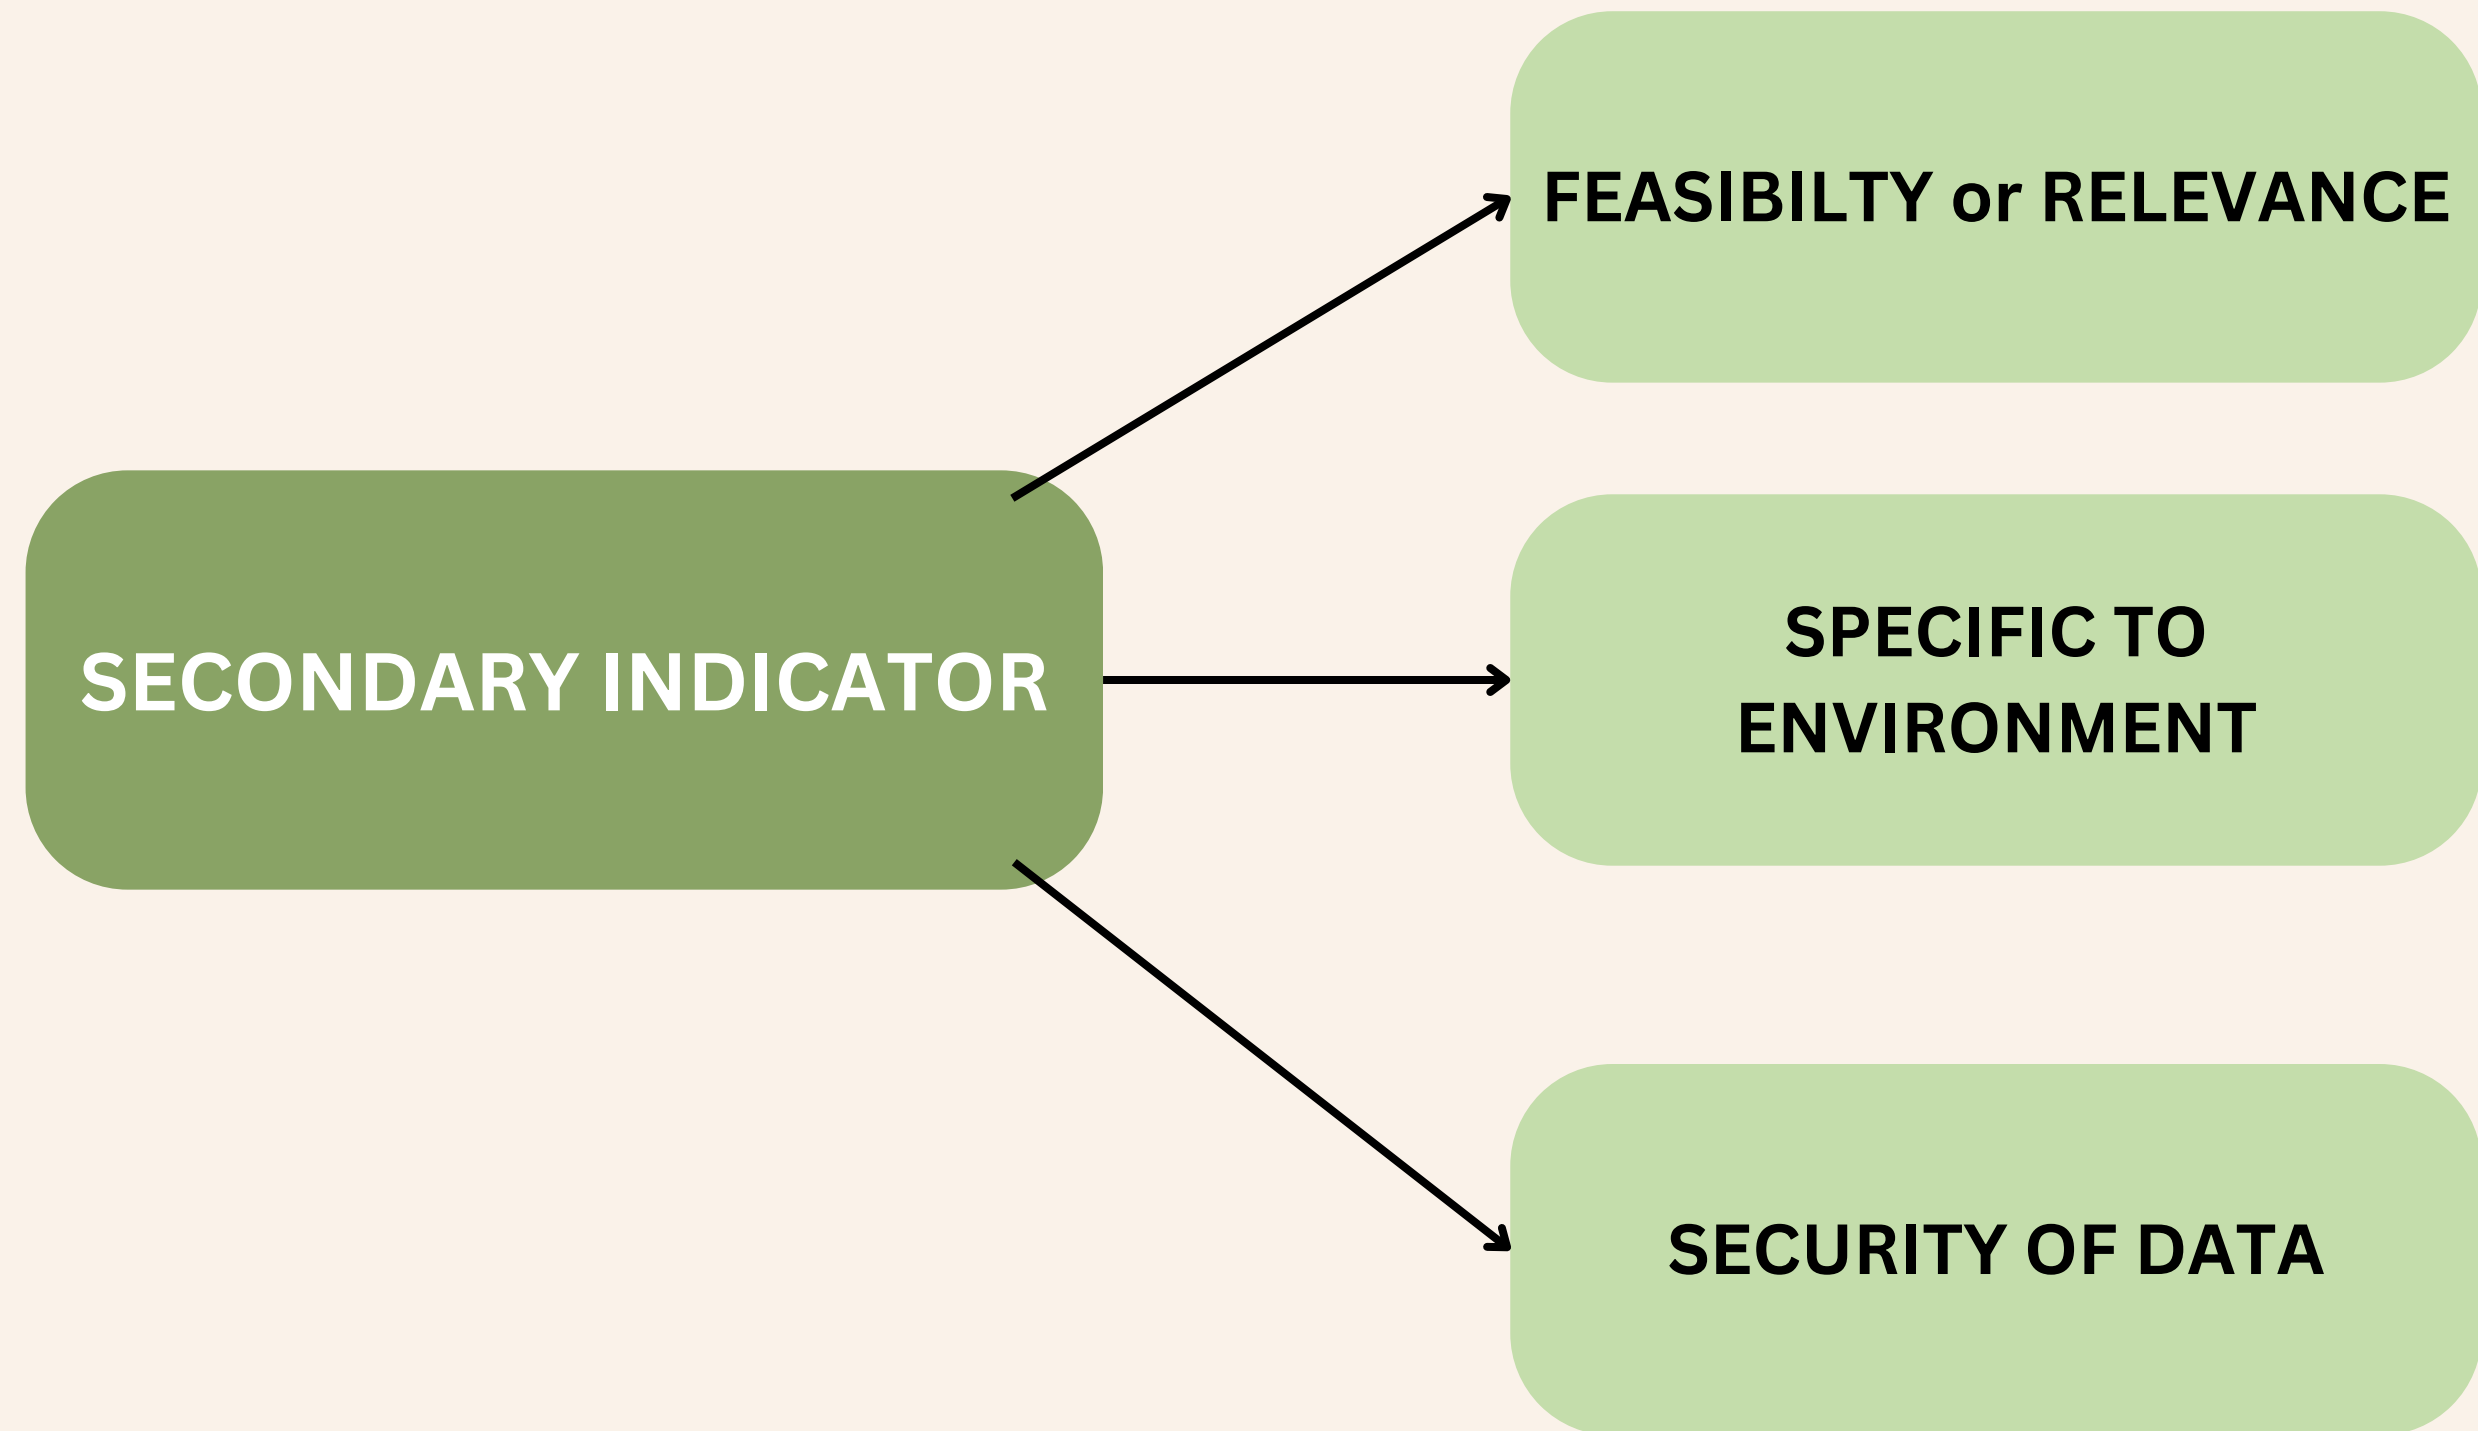 FEASIBILTY or RELEVANCE
SECONDARY INDICATOR
SPECIFIC TO
ENVIRONMENT
SECURITY OF DATA